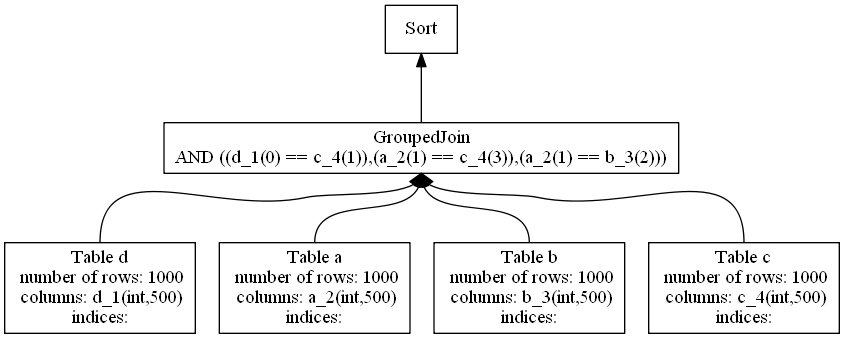 Sort
GroupedJoin
AND ((d_1(0) == c_4(1)),(a_2(1) == c_4(3)),(a_2(1) == b_3(2)))
Table d
number of rows: 1000
columns: d_1(int,500)
indices:
Table a
number of rows: 1000
columns: a_2(int,500)
indices:
Table b
number of rows: 1000
columns: b_3(int,500)
indices:
Table c
number of rows: 1000
columns: c_4(int,500)
indices: